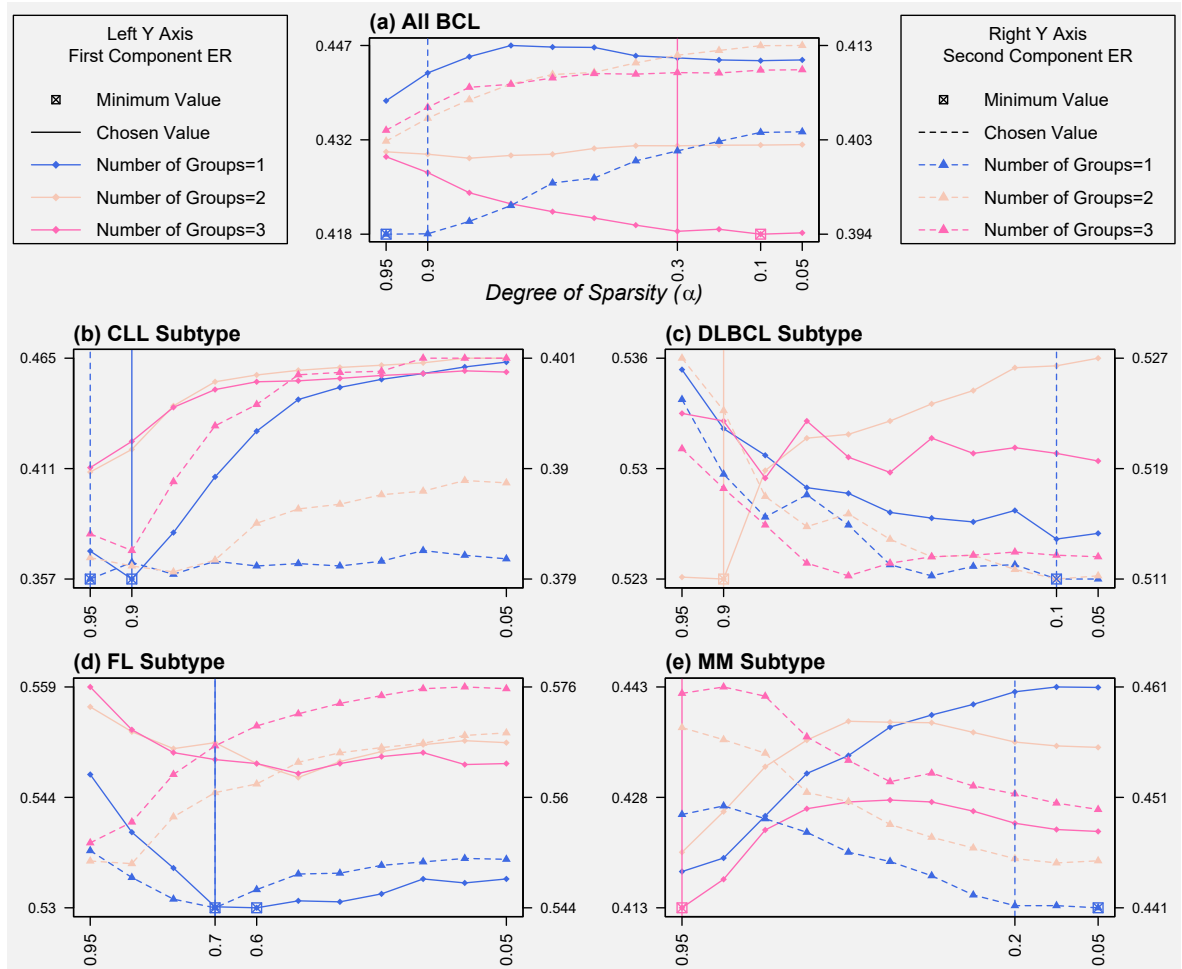 Left Y Axis
First Component ER
Minimum Value
Chosen Value
Number of Groups=1
Number of Groups=2
Number of Groups=3
(a) All BCL
0.447
0.432
0.418
0.413
0.403
0.394
0.95
0.9
0.3
0.1
0.05
Degree of Sparsity (α)
Right Y Axis
Second Component ER
Minimum Value
Chosen Value
Number of Groups=1
Number of Groups=2
Number of Groups=3
(b) CLL Subtype
0.465
0.411
0.357
0.401
0.39
0.379
0.95
0.9
0.05
(c) DLBCL Subtype
0.536
0.53
0.523
0.527
0.519
0.511
0.95
0.9
0.1
0.05
(d) FL Subtype
0.559
0.544
0.53
0.576
0.56
0.544
0.95
0.7
0.6
0.05
(e) MM Subtype
0.443
0.428
0.413
0.461
0.451
0.441
0.95
0.2
0.05